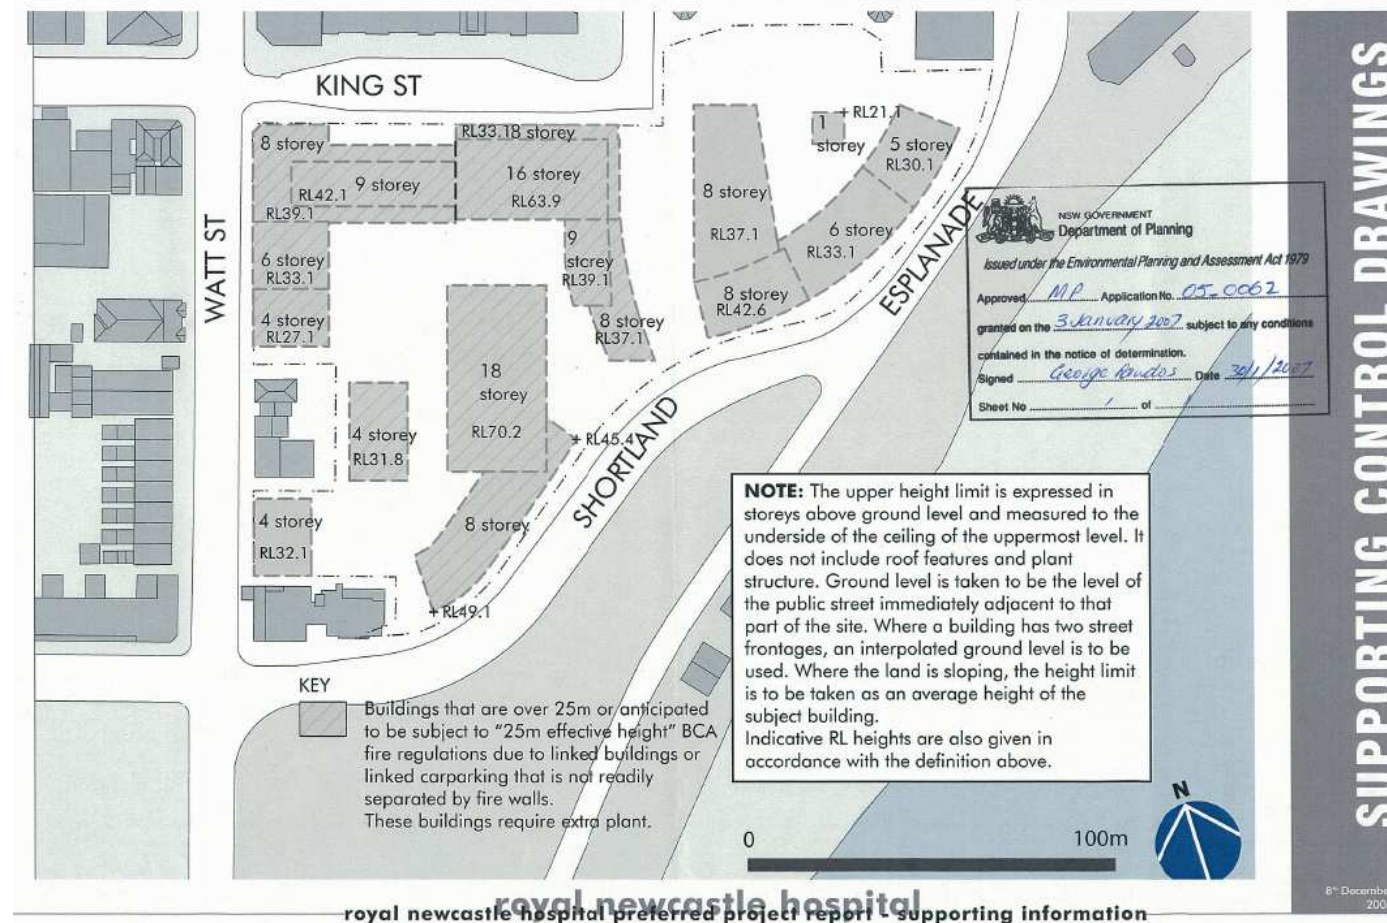 KING ST
WATT ST
SHORTLAND
ESPLANADE
8 storey
RL39.1
9 storey
RL42.1
6 storey
RL33.1
4 storey
RL27.1
RL33.18 storey
16 storey
RL63.9
9
storey
RL39.1
8 storey
RL37.1
18
storey
RL70.2
RL45.4
8 storey
RL49.1
4 storey
RL31.8
4 storey
RL32.1
8 storey
RL37.1
8 storey
RL42.6
6 storey
RL33.1
5 storey
RL30.1
1
storey
RL21.1
NSW GOVERNMENT
Department of Planning
Issued under the Environmental Planning and Assessment Act 1979
Approved MP Application No. 05-0062
granted on the 3 January 2007 subject to any conditions
contained in the notice of determination.
Signed George Date 30/1/2007
Sheet No 1 of 1
NOTE: The upper height limit is expressed in
storeys above ground level and measured to the
underside of the ceiling of the uppermost level. It
does not include roof features and plant
structure. Ground level is taken to be the level of
the public street immediately adjacent to that
part of the site. Where a building has two street
frontages, an interpolated ground level is to be
used. Where the land is sloping, the height limit
is to be taken as an average height of the
subject building.
Indicative RL heights are also given in
accordance with the definition above.
KEY
Buildings that are over 25m or anticipated
to be subject to "25m effective height" BCA
fire regulations due to linked buildings or
linked carparking that is not readily
separated by fire walls.
These buildings require extra plant.
0
100m
N
SUPPORTING CONTROL DRAWINGS
8th Decembe
200
royal newcastle hospital
royal newcastle hospital preferred project report - supporting information